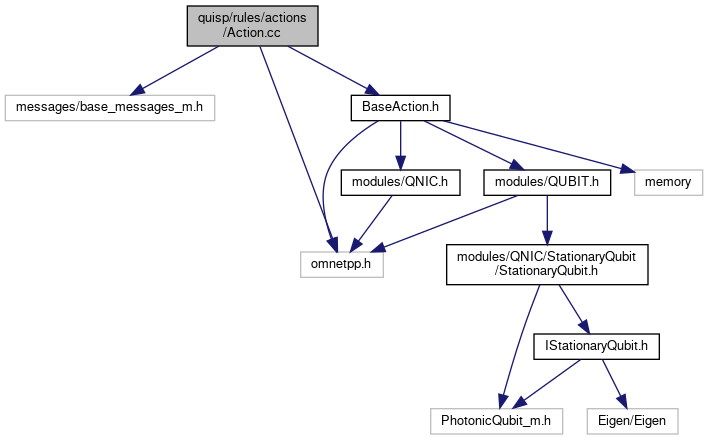 quisp/rules/actions
/Action.cc
messages/base_messages_m.h
BaseAction.h
modules/QNIC.h
modules/QUBIT.h
memory
omnetpp.h
modules/QNIC/StationaryQubit
/StationaryQubit.h
IStationaryQubit.h
PhotonicQubit_m.h
Eigen/Eigen